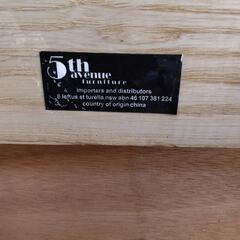 5th
avenue
furniture
importers and distributors
8 loftus st turella nsw abn 46 107 381 224
country of origin china